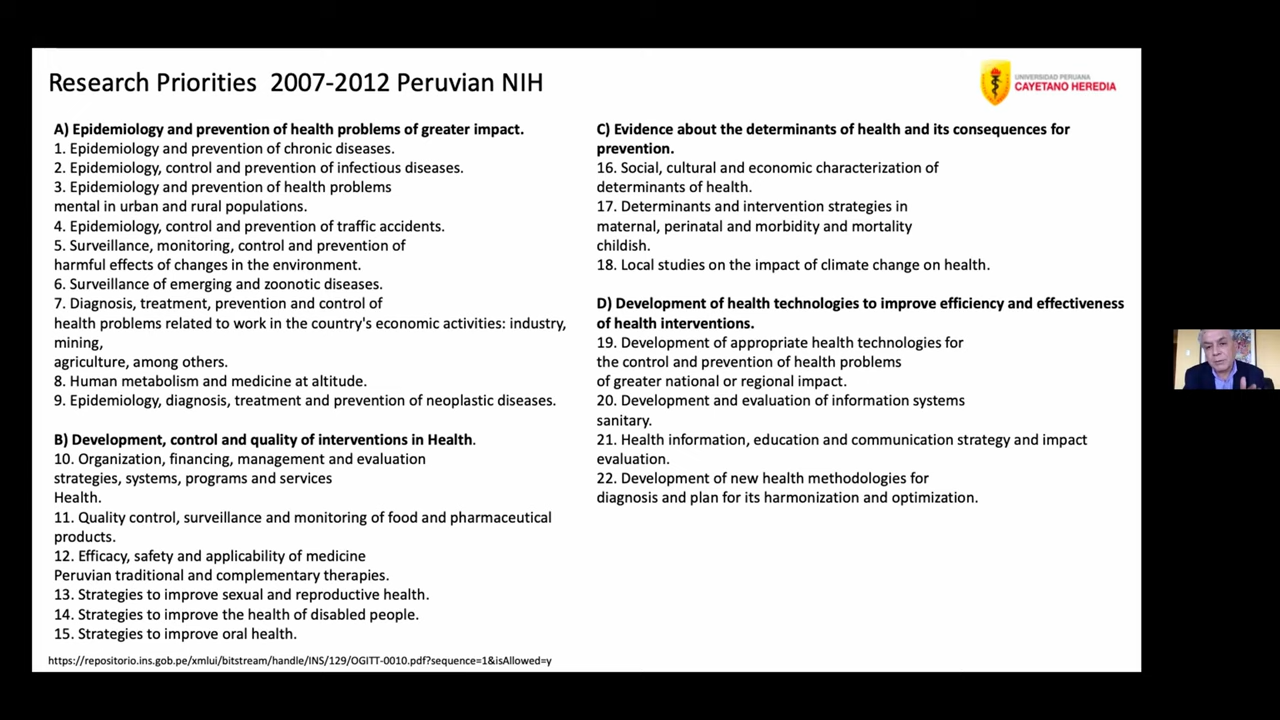 Research Priorities 2007-2012 Peruvian NIH
UNIVERSIDAD PERUANA
CAYETANO HEREDIA
A) Epidemiology and prevention of health problems of greater impact.
1. Epidemiology and prevention of chronic diseases.
2. Epidemiology, control and prevention of infectious diseases.
3. Epidemiology and prevention of health problems
mental in urban and rural populations.
4. Epidemiology, control and prevention of traffic accidents.
5. Surveillance, monitoring, control and prevention of
harmful effects of changes in the environment.
6. Surveillance of emerging and zoonotic diseases.
7. Diagnosis, treatment, prevention and control of
health problems related to work in the country's economic activities: industry,
mining,
agriculture, among others.
8. Human metabolism and medicine at altitude.
9. Epidemiology, diagnosis, treatment and prevention of neoplastic diseases.
B) Development, control and quality of interventions in Health.
10. Organization, financing, management and evaluation
strategies, systems, programs and services
Health.
11. Quality control, surveillance and monitoring of food and pharmaceutical
products.
12. Efficacy, safety and applicability of medicine
Peruvian traditional and complementary therapies.
13. Strategies to improve sexual and reproductive health.
14. Strategies to improve the health of disabled people.
15. Strategies to improve oral health.
C) Evidence about the determinants of health and its consequences for
prevention.
16. Social, cultural and economic characterization of
determinants of health.
17. Determinants and intervention strategies in
maternal, perinatal and morbidity and mortality
childish.
18. Local studies on the impact of climate change on health.
D) Development of health technologies to improve efficiency and effectiveness
of health interventions.
19. Development of appropriate health technologies for
the control and prevention of health problems
of greater national or regional impact.
20. Development and evaluation of information systems
sanitary.
21. Health information, education and communication strategy and impact
evaluation.
22. Development of new health methodologies for
diagnosis and plan for its harmonization and optimization.
https://repositorio.ins.gob.pe/xmlui/bitstream/handle/INS/129/OGITT-0010.pdf?sequence=1&isAllowed=y